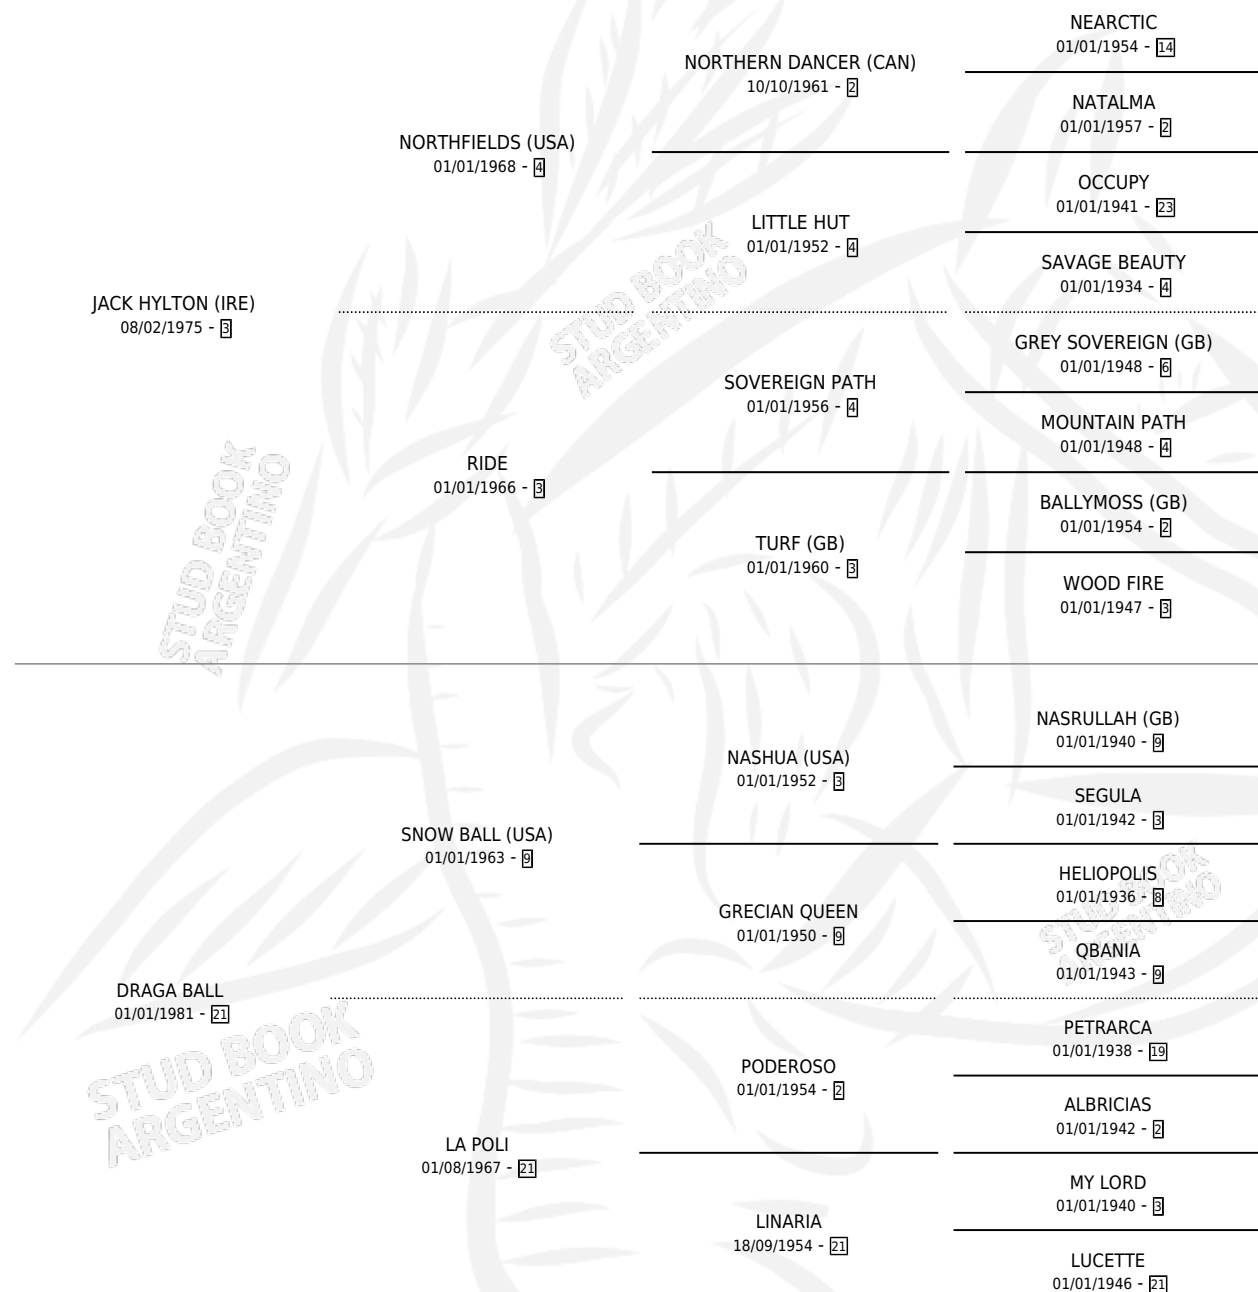 NEARCTIC
01/01/1954 - 14
NORTHERN DANCER (CAN)
10/10/1961 - 2
NATALMA
01/01/1957 - 2
NORTHFIELDS (USA)
01/01/1968 - 4
OCCUPY
01/01/1941 - 23
LITTLE HUT
01/01/1952 - 4
SAVAGE BEAUTY
01/01/1934 - 4
JACK HYLTON (IRE)
08/02/1975 - 3
STUD BOOK
ARGENTINO
GREY SOVEREIGN (GB)
01/01/1948 - 6
SOVEREIGN PATH
01/01/1956 - 4
MOUNTAIN PATH
01/01/1948 - 4
RIDE
01/01/1966 - 3
BALLYMOSS (GB)
01/01/1954 - 2
TURF (GB)
01/01/1960 - 3
WOOD FIRE
01/01/1947 - 3
STUD BOOK
ARGENTINO
NASRULLAH (GB)
01/01/1940 - 9
NASHUA (USA)
01/01/1952 - 3
SEGULA
01/01/1942 - 3
SNOW BALL (USA)
01/01/1963 - 9
HELIOPOLIS
01/01/1936 - 8
GRECIAN QUEEN
01/01/1950 - 9
STUD BOOK
ARGENTINO
QBANIA
01/01/1943 - 9
DRAGA BALL
01/01/1981 - 21
STUD BOOK
ARGENTINO
PETRARCA
01/01/1938 - 19
PODEROSO
01/01/1954 - 2
ALBRICIAS
01/01/1942 - 2
LA POLI
01/08/1967 - 21
MY LORD
01/01/1940 - 3
LINARIA
18/09/1954 - 21
LUCETTE
01/01/1946 - 21